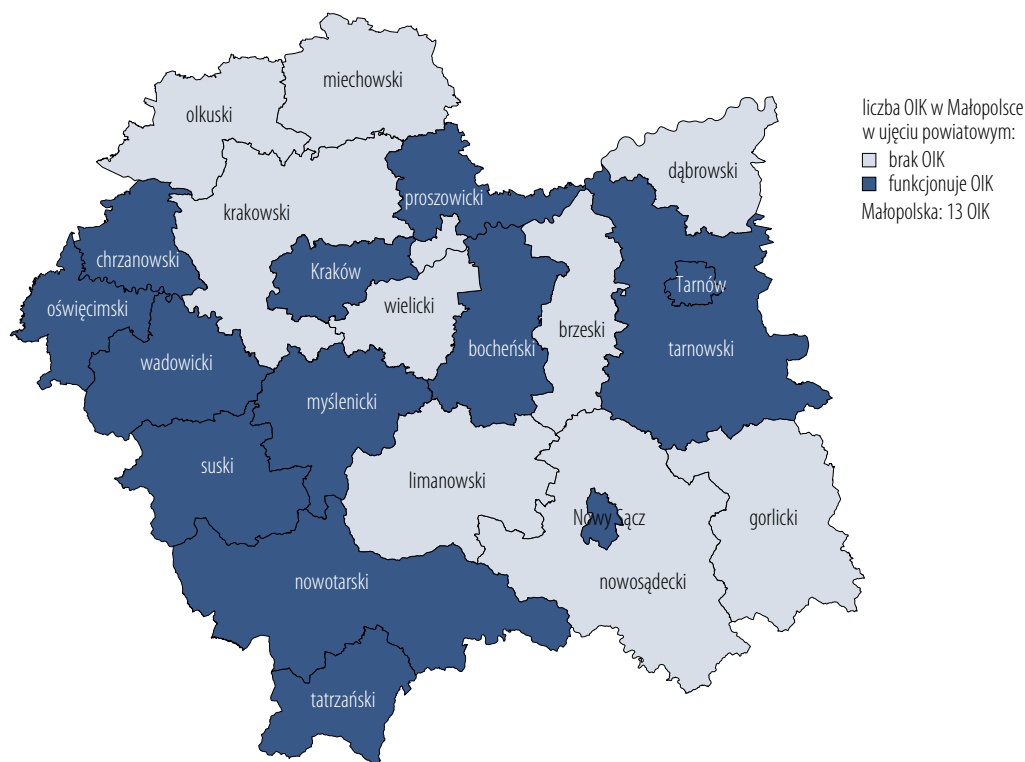 miechowski
olkuski
liczba OIK w Małopolsce
w ujęciu powiatowym:
brak OIK
funkcjonuje OIK
Małopolska: 13 OIK
dąbrowski
proszowicki
krakowski
chrzanowski
Kraków
Tarnów
oświęcimski
wielicki
brzeski
bocheński
tarnowski
wadowicki
myślenicki
suski
limanowski
Nowy Sącz
gorlicki
nowotarski
nowosądecki
tatrzański